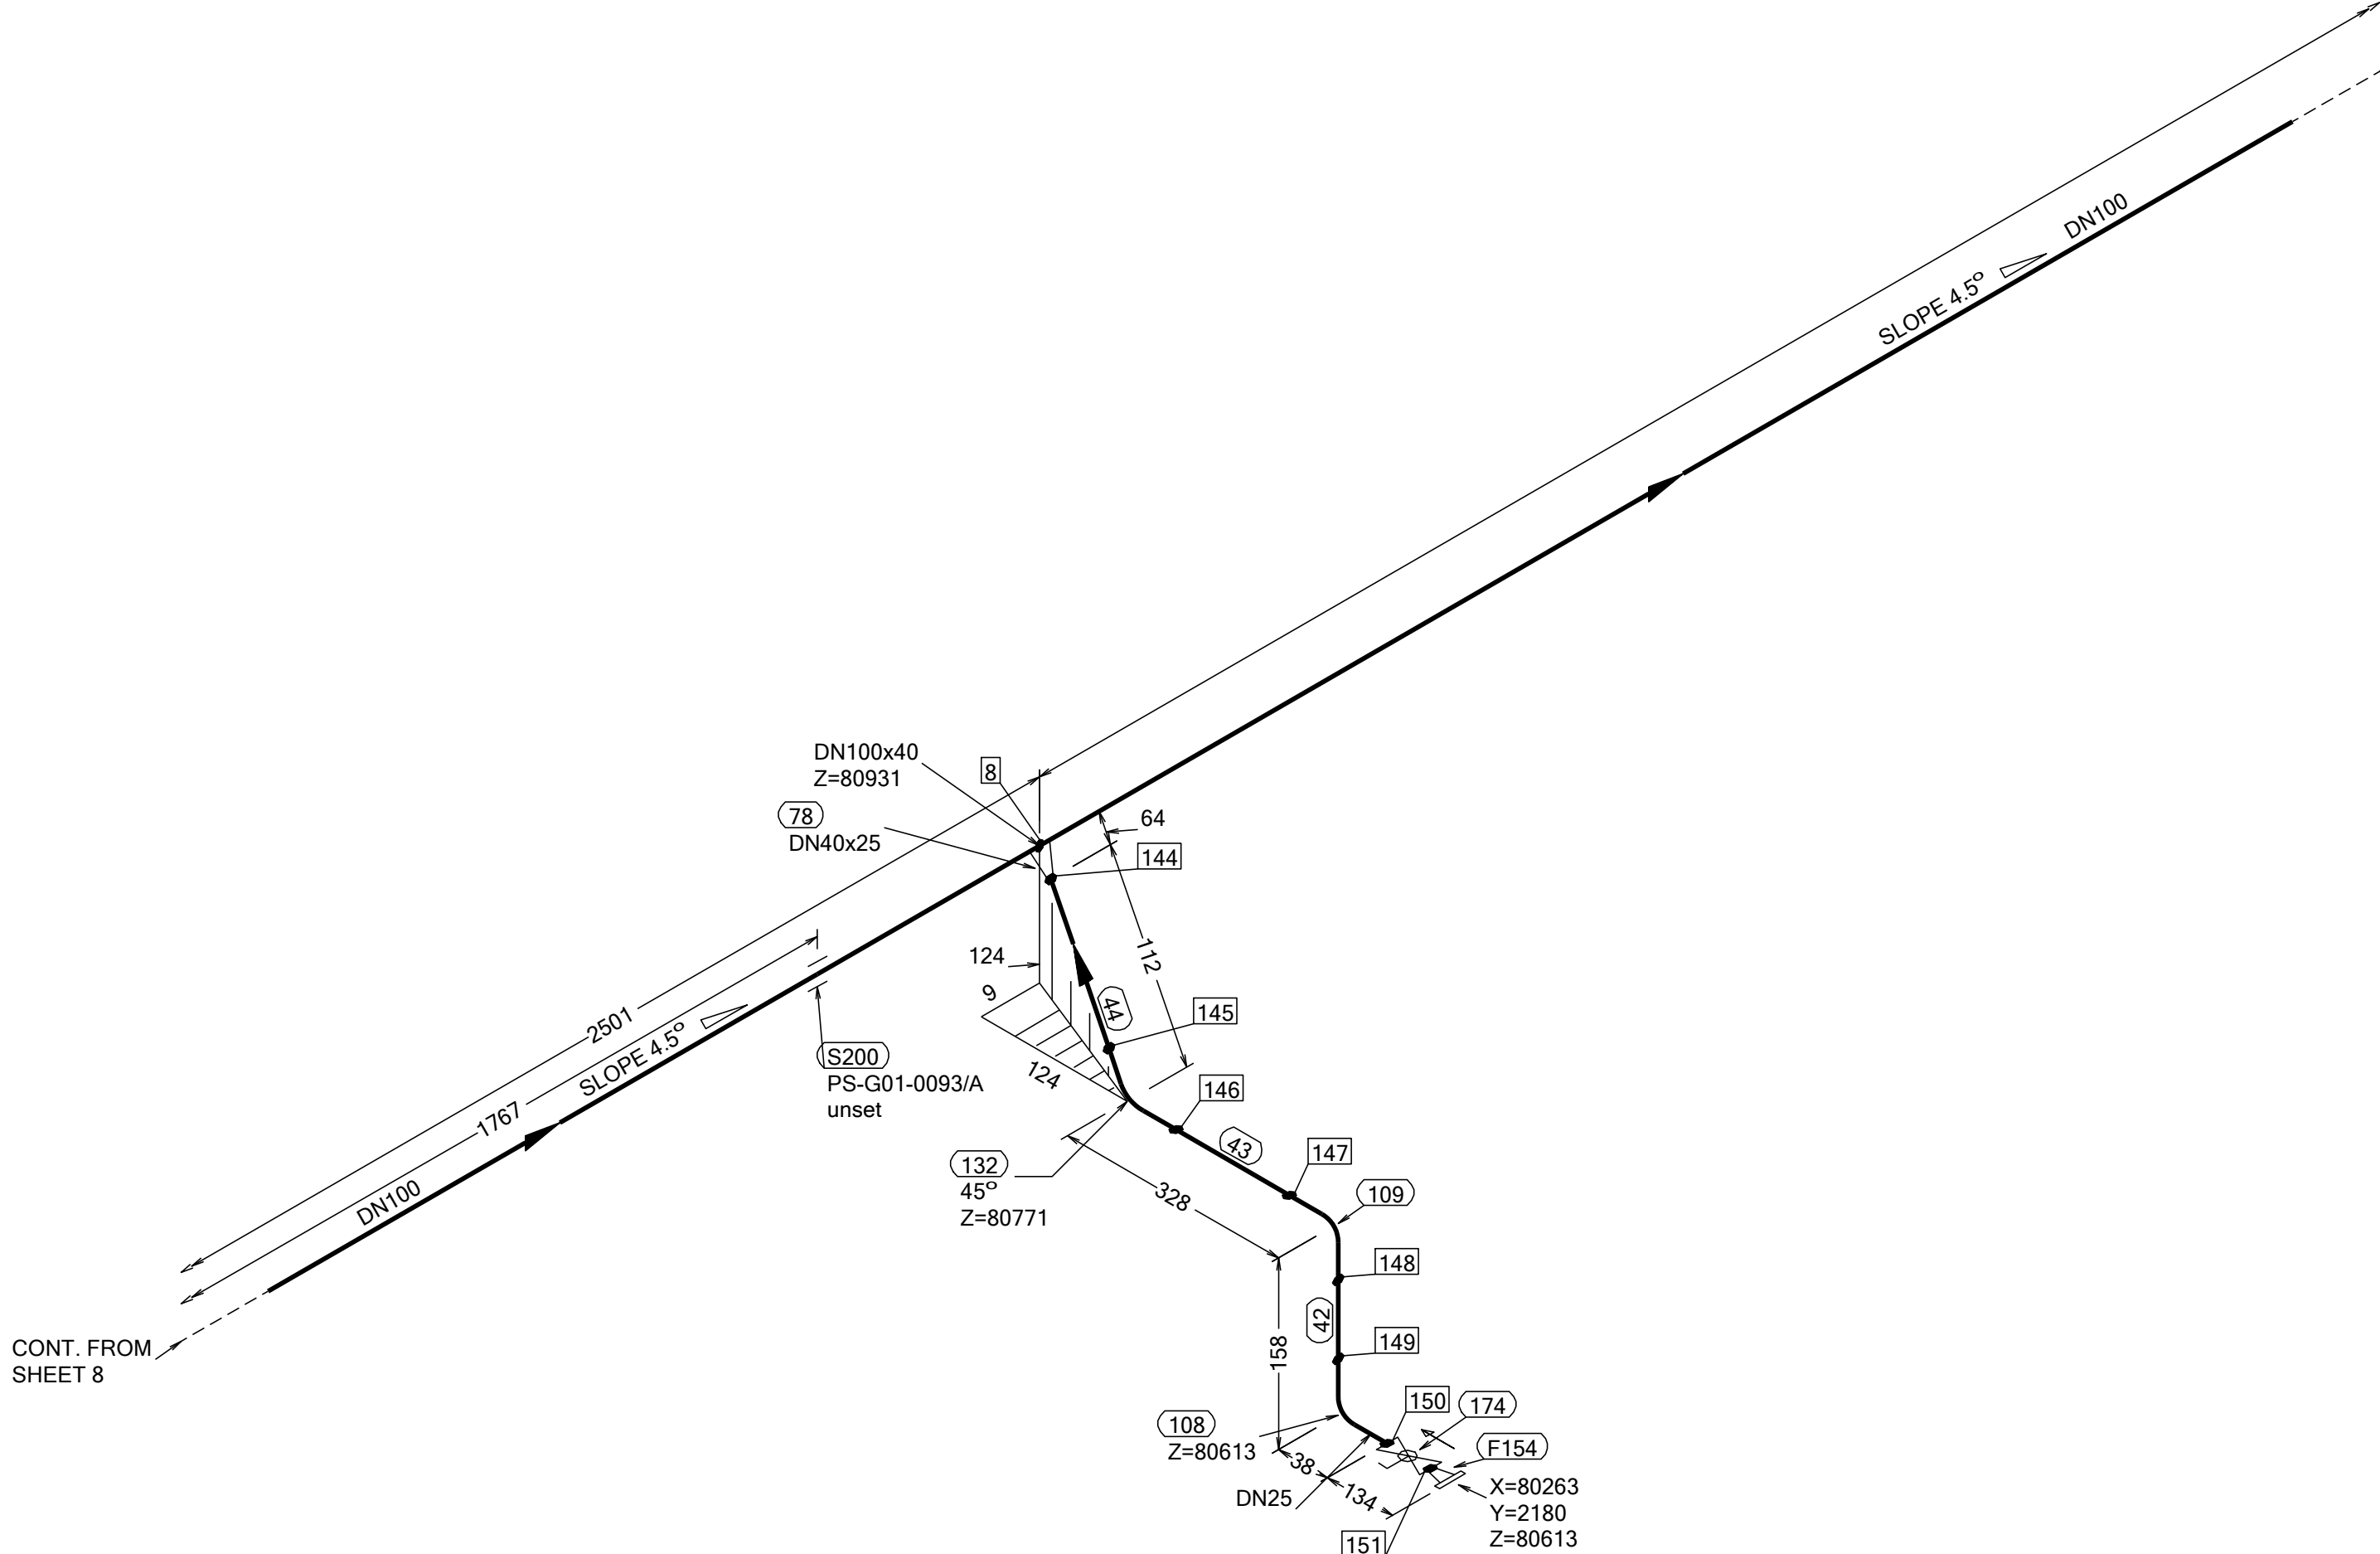 DN100
SLOPE 4.5°
DN100x40
Z=80931
8
78
DN40x25
64
144
124
112
9
44
145
2501
SLOPE 4.5°
S200
PS-G01-0093/A
unset
124
146
1767
43
147
132
45°
Z=80771
109
DN100
328
148
42
CONT. FROM
SHEET 8
158
149
150
174
108
Z=80613
F154
38
134
DN25
X=80263
Y=2180
Z=80613
151